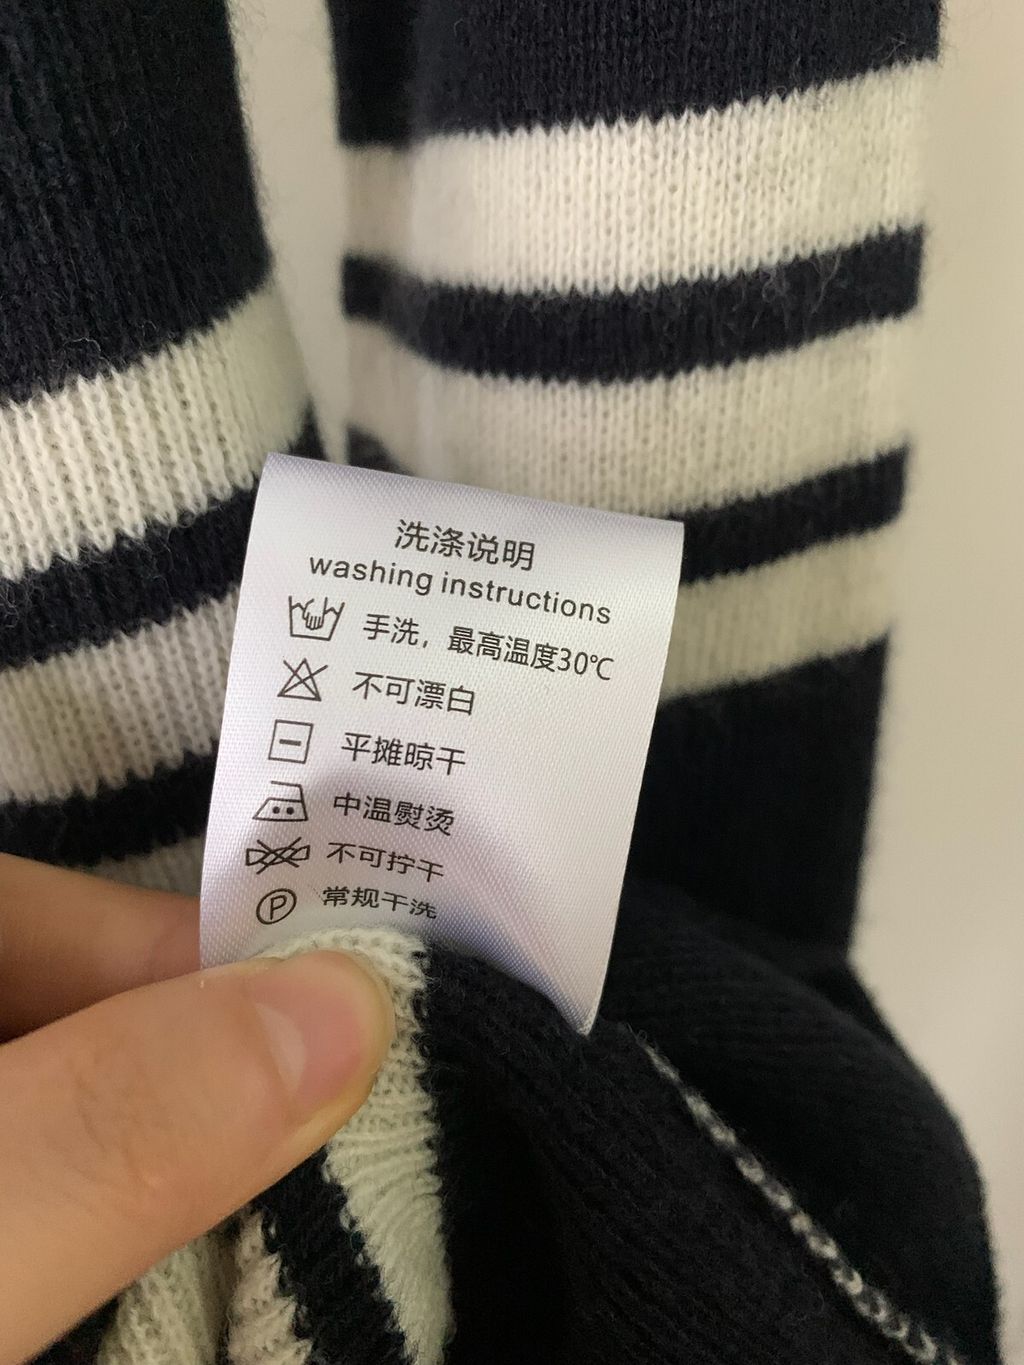 洗涤说明
washing instructions
手洗，最高温度30℃
不可漂白
平摊晾干
中温熨烫
不可拧干
P 常规干洗